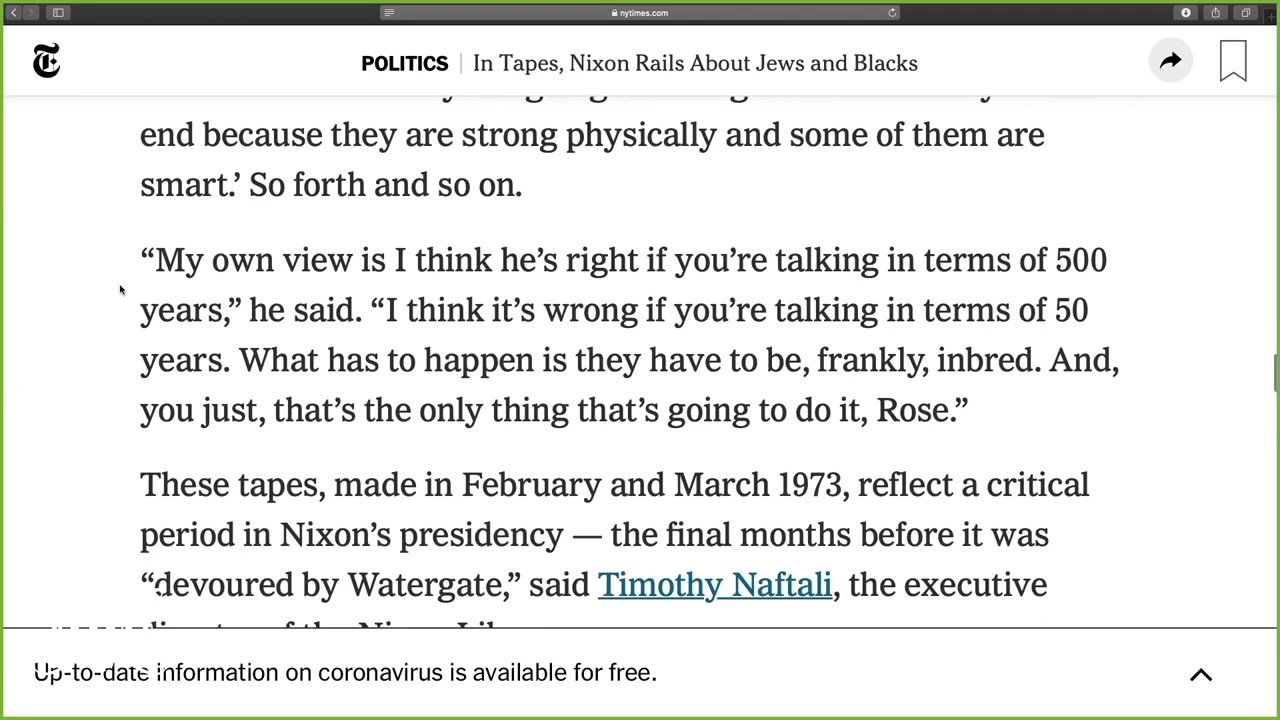 nytimes.com
POLITICS | In Tapes, Nixon Rails About Jews and Blacks
end because they are strong physically and some of them are
smart.’ So forth and so on.
“My own view is I think he’s right if you’re talking in terms of 500
years,” he said. “I think it’s wrong if you’re talking in terms of 50
years. What has to happen is they have to be, frankly, inbred. And,
you just, that’s the only thing that’s going to do it, Rose.”
These tapes, made in February and March 1973, reflect a critical
period in Nixon’s presidency — the final months before it was
“devoured by Watergate,” said Timothy Naftali, the executive
Up-to-date information on coronavirus is available for free.